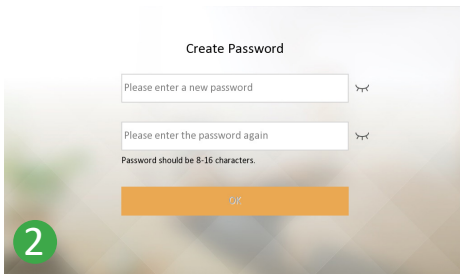 Create Password
Please enter a new password
Please enter the password again
Password should be 8-16 characters.
OK
2